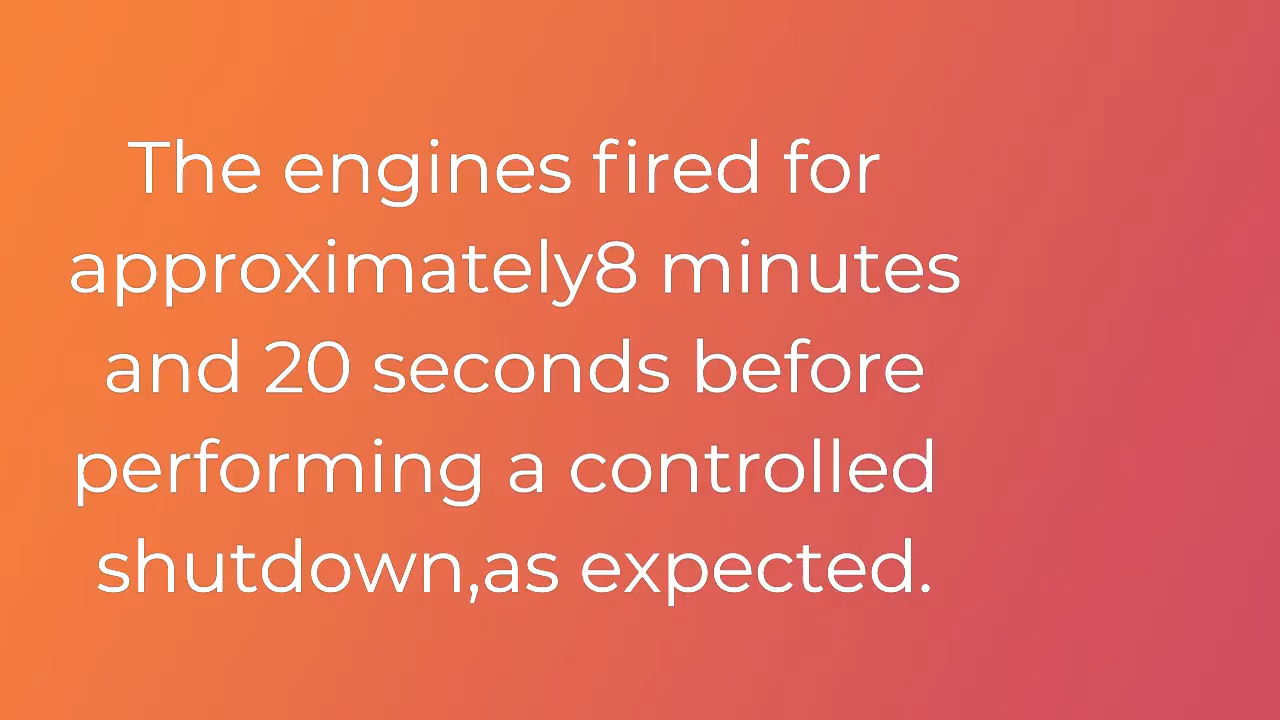 The engines fired for
approximately8 minutes
and 20 seconds before
performing a controlled
shutdown,as expected.